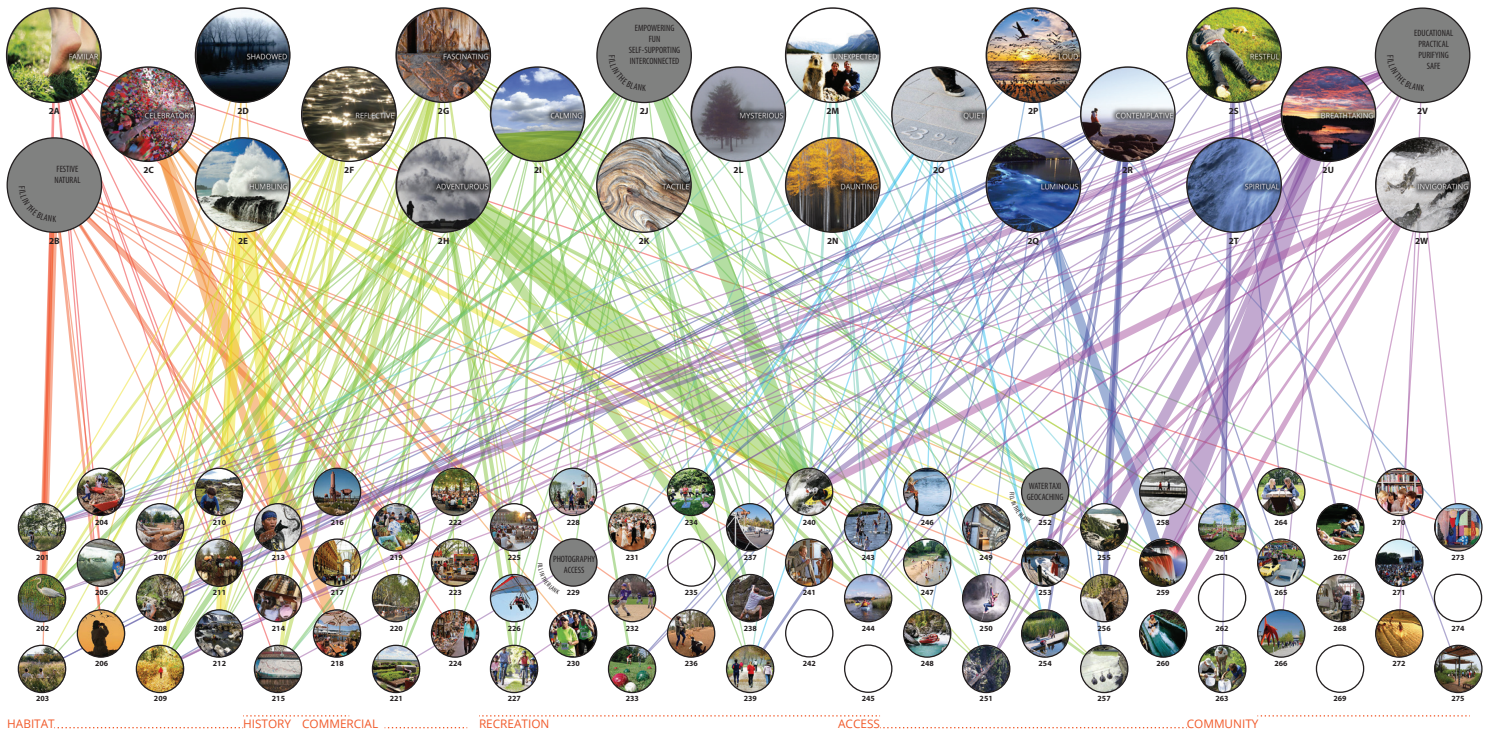 FAMILAR
2A
SHADOWED
2D
FASCINATING
2G
EMPOWERING
FUN
SELF-SUPPORTING
INTERCONNECTED
FILL IN THE BLANK
2J
UNEXPECTED
2M
LOUD
2P
RESTFUL
2S
EDUCATIONAL
PRACTICAL
PURIFYING
SAFE
FILL IN THE BLANK
2V
CELEBRATORY
2C
REFLECTIVE
2F
CALMING
2I
MYSTERIOUS
2L
QUIET
23.94
2O
CONTEMPLATIVE
2R
BREATHTAKING
2U
FESTIVE
NATURAL
FILL IN THE BLANK
2B
HUMBLING
2E
ADVENTUROUS
2H
TACTILE
2K
DAUNTING
2N
LUMINOUS
2Q
SPIRITUAL
2T
INVIGORATING
2W
204
210
216
222
228
234
240
246
WATER TAXI
GEOCACHING
FILL IN THE BLANK
252
258
264
270
201
207
213
219
225
231
237
243
249
255
261
267
273
205
211
217
223
PHOTOGRAPHY
ACCESS
FILL IN THE BLANK
229
235
241
247
253
259
265
271
202
208
214
220
226
232
238
244
250
256
262
268
274
206
212
218
224
230
236
242
248
254
260
266
272
203
209
215
221
227
233
239
245
251
257
263
269
275
HABITAT
HISTORY
COMMERCIAL
RECREATION
ACCESS
COMMUNITY